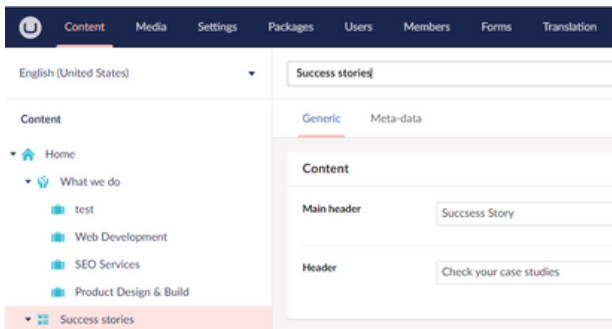 Content Media Settings Packages Users Members Forms Translation
English (United States)
Success stories
Content
Generic Meta-data
Home
What we do
test
Web Development
SEO Services
Product Design & Build
Success stories
Content
Main header
Succsess Story
Header
Check your case studies